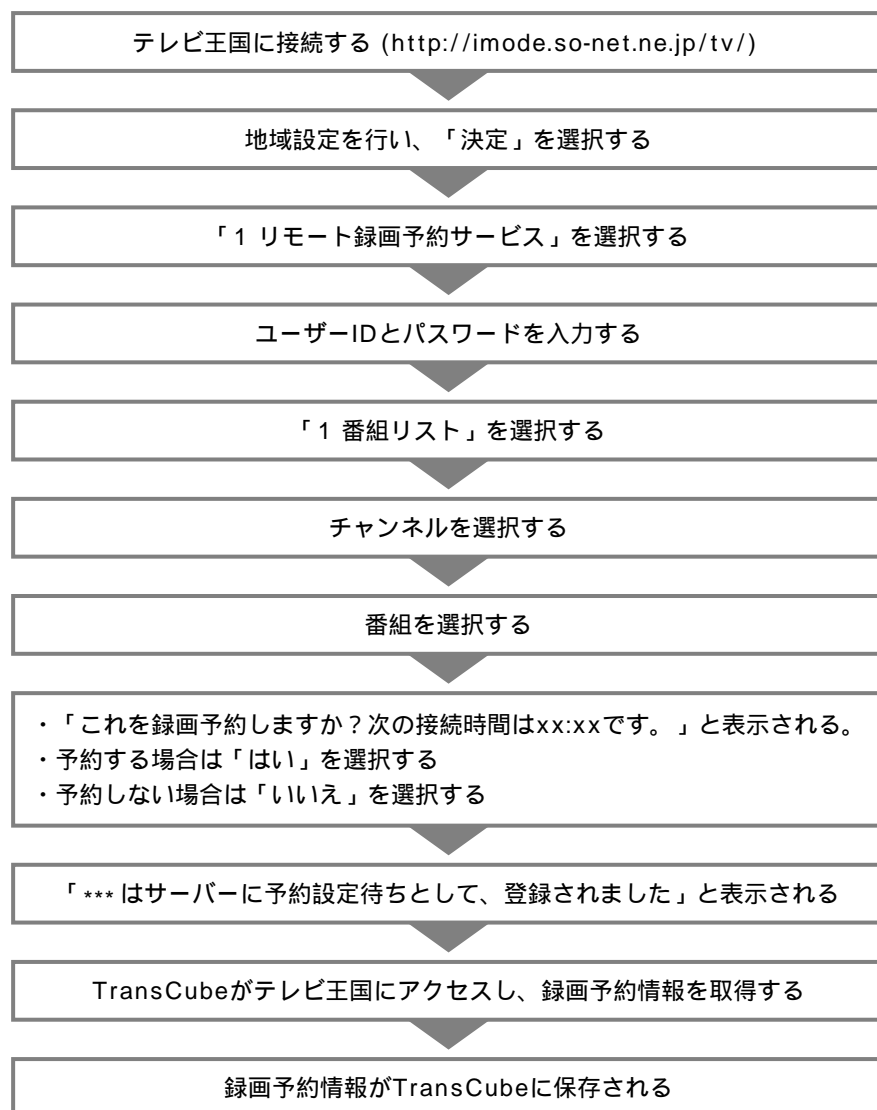 テレビ王国に接続する (http://imode.so-net.ne.jp/tv/)
地域設定を行い、「決定」を選択する
「1 リモート録画予約サービス」を選択する
ユーザーIDとパスワードを入力する
「1 番組リスト」を選択する
チャンネルを選択する
番組を選択する
・「これを録画予約しますか？次の接続時間はxx:xxです。」と表示される。
・予約する場合は「はい」を選択する
・予約しない場合は「いいえ」を選択する
「*** はサーバーに予約設定待ちとして、登録されました」と表示される
TransCubeがテレビ王国にアクセスし、録画予約情報を取得する
録画予約情報がTransCubeに保存される